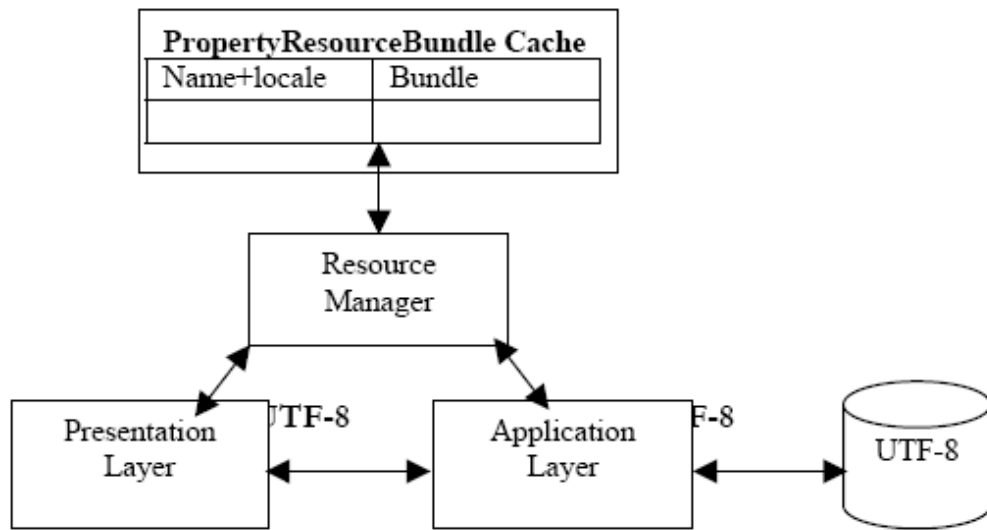 PropertyResourceBundle Cache
Name+locale
Bundle
Resource
Manager
UTF-8
F-8
Presentation
Layer
Application
Layer
UTF-8